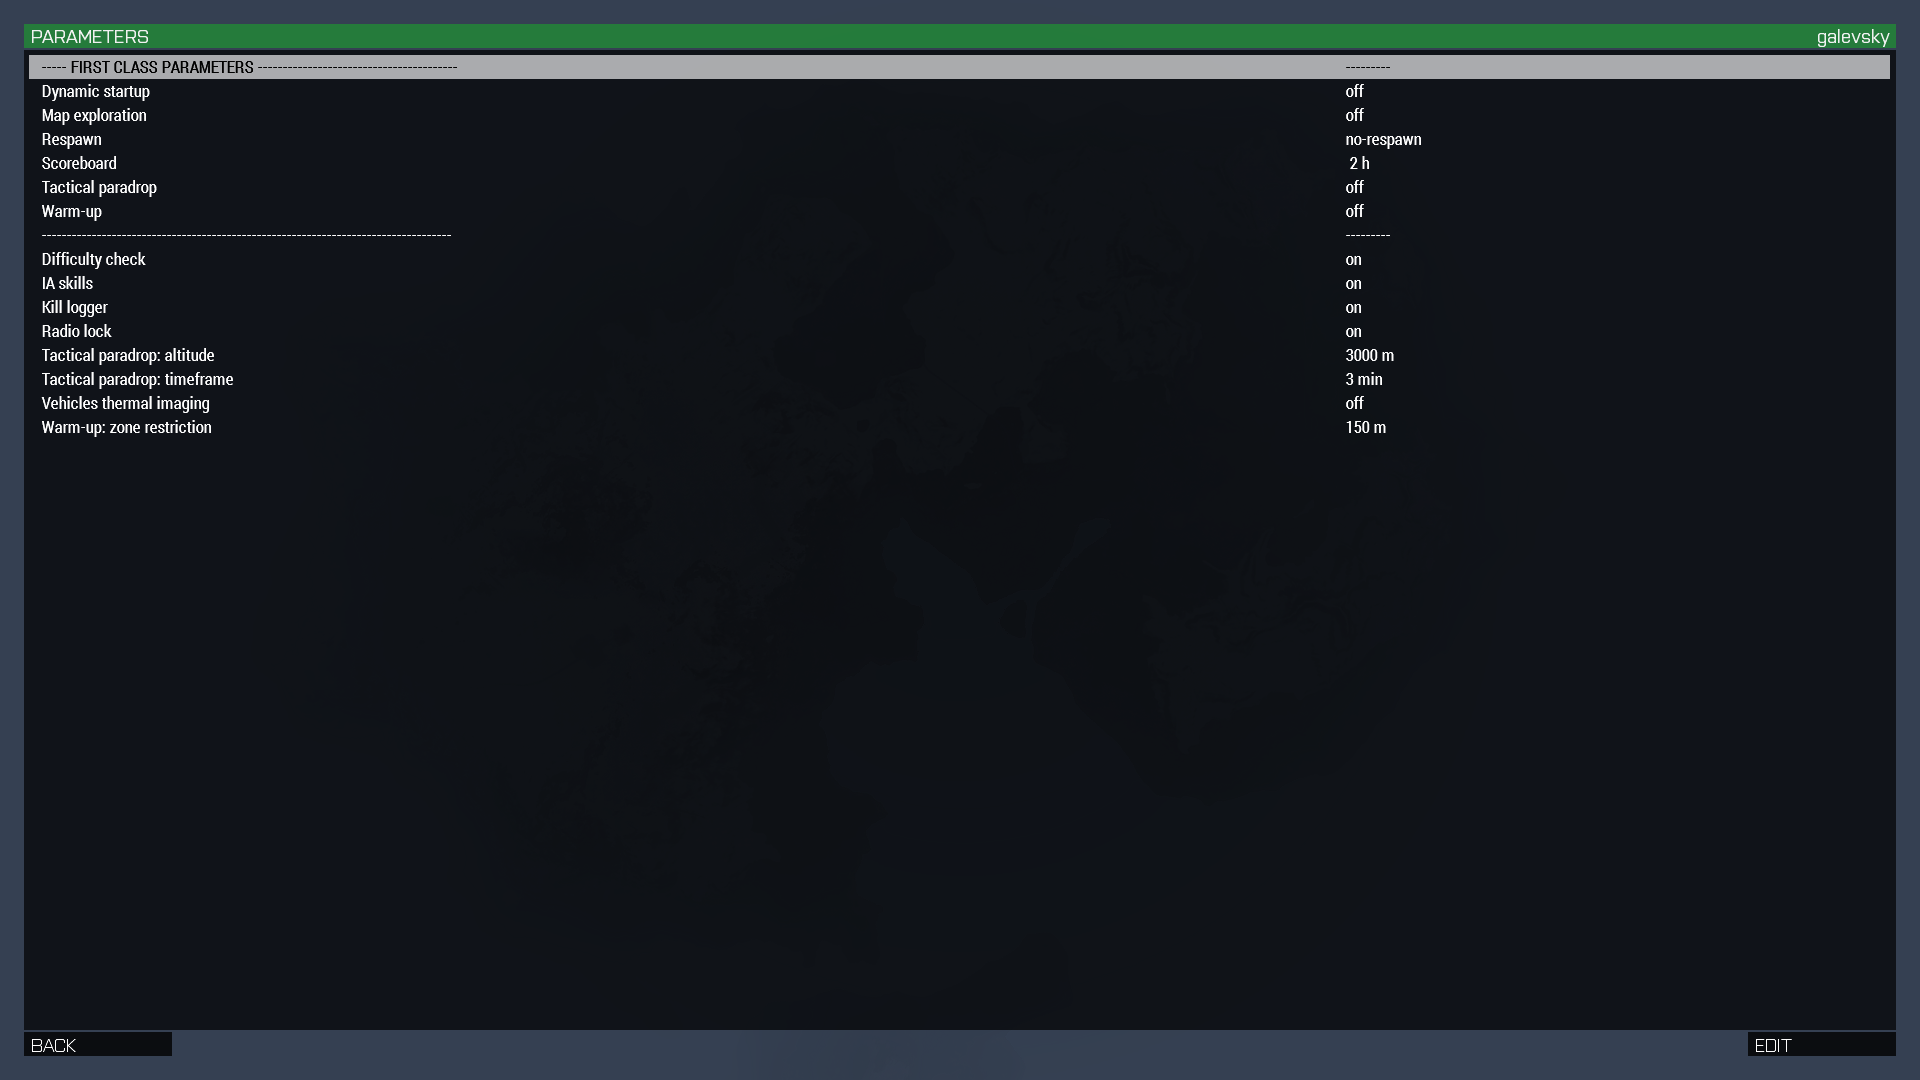 PARAMETERS galevsky
----- FIRST CLASS PARAMETERS ---------------------------------------- ---------
Dynamic startup off
Map exploration off
Respawn no-respawn
Scoreboard 2 h
Tactical paradrop off
Warm-up off
---------------------------------------------------------------------------------- ---------
Difficulty check on
IA skills on
Kill logger on
Radio lock on
Tactical paradrop: altitude 3000 m
Tactical paradrop: timeframe 3 min
Vehicles thermal imaging off
Warm-up: zone restriction 150 m
BACK EDIT